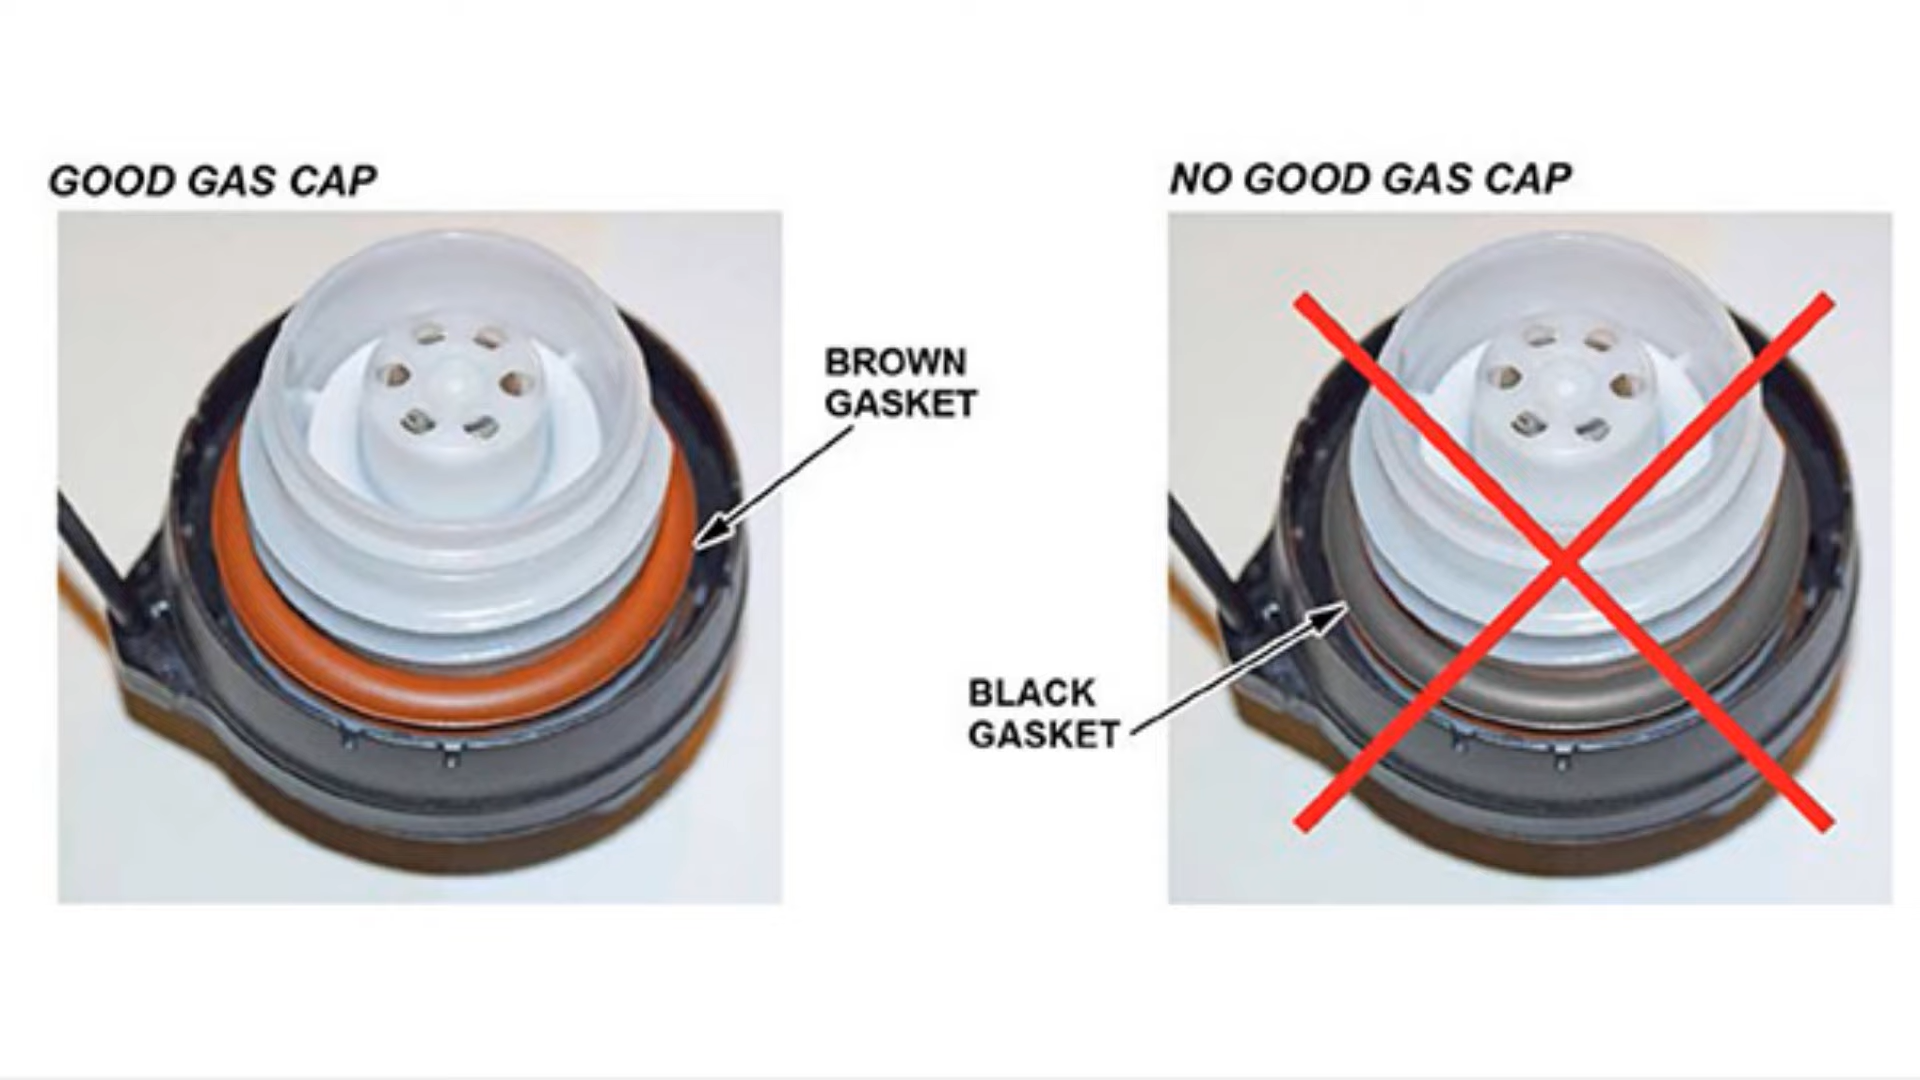 GOOD GAS CAP
BROWN
GASKET
NO GOOD GAS CAP
BLACK
GASKET